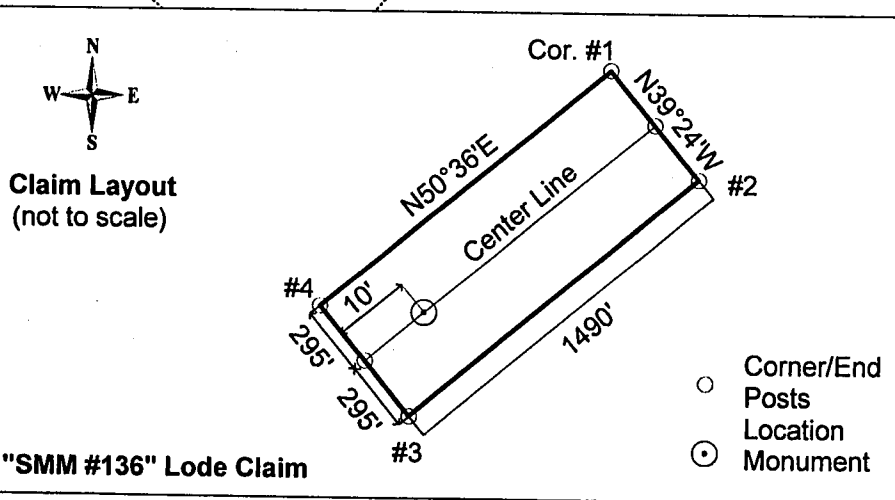 N
W E
S
Claim Layout
(not to scale)
Cor. #1
N39°24'W
#2
N50°36'E
Center Line
#4
10'
295'
295'
1490'
#3
Corner/End
Posts
Location
Monument
"SMM #136" Lode Claim